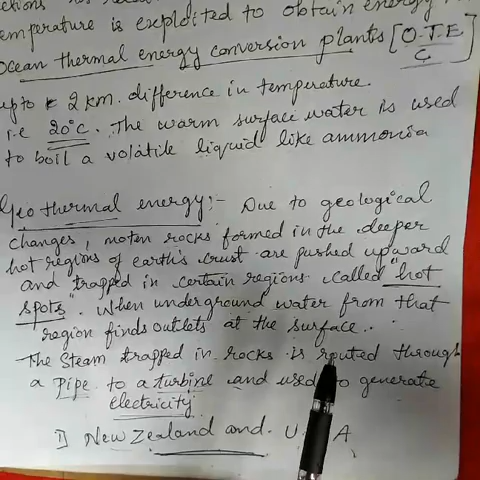 temperature is exploited to obtain energy
Ocean thermal energy conversion plants [O.T.E
C]
upto 2 km. difference in temperature.
i.e 20°C. The warm surface water is used
to boil a volatile liquid like ammonia
Geothermal energy:- Due to geological
changes, moten rocks formed in the deeper
hot regions of earth's crust are pushed upward
and trapped in certain regions called "hot
spots". When underground water from that
region finds outlets at the surface..
The Steam trapped in rocks is routed through
a pipe to a turbine and used to generate
electricity
New Zealand and U A